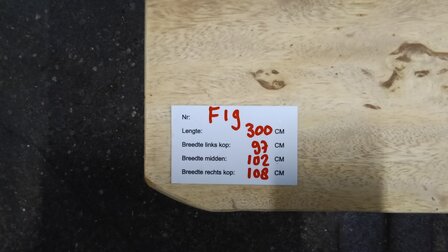 Nr: F19
Lengte: 300 CM
Breedte links kop: 97 CM
Breedte midden: 102 CM
Breedte rechts kop: 108 CM